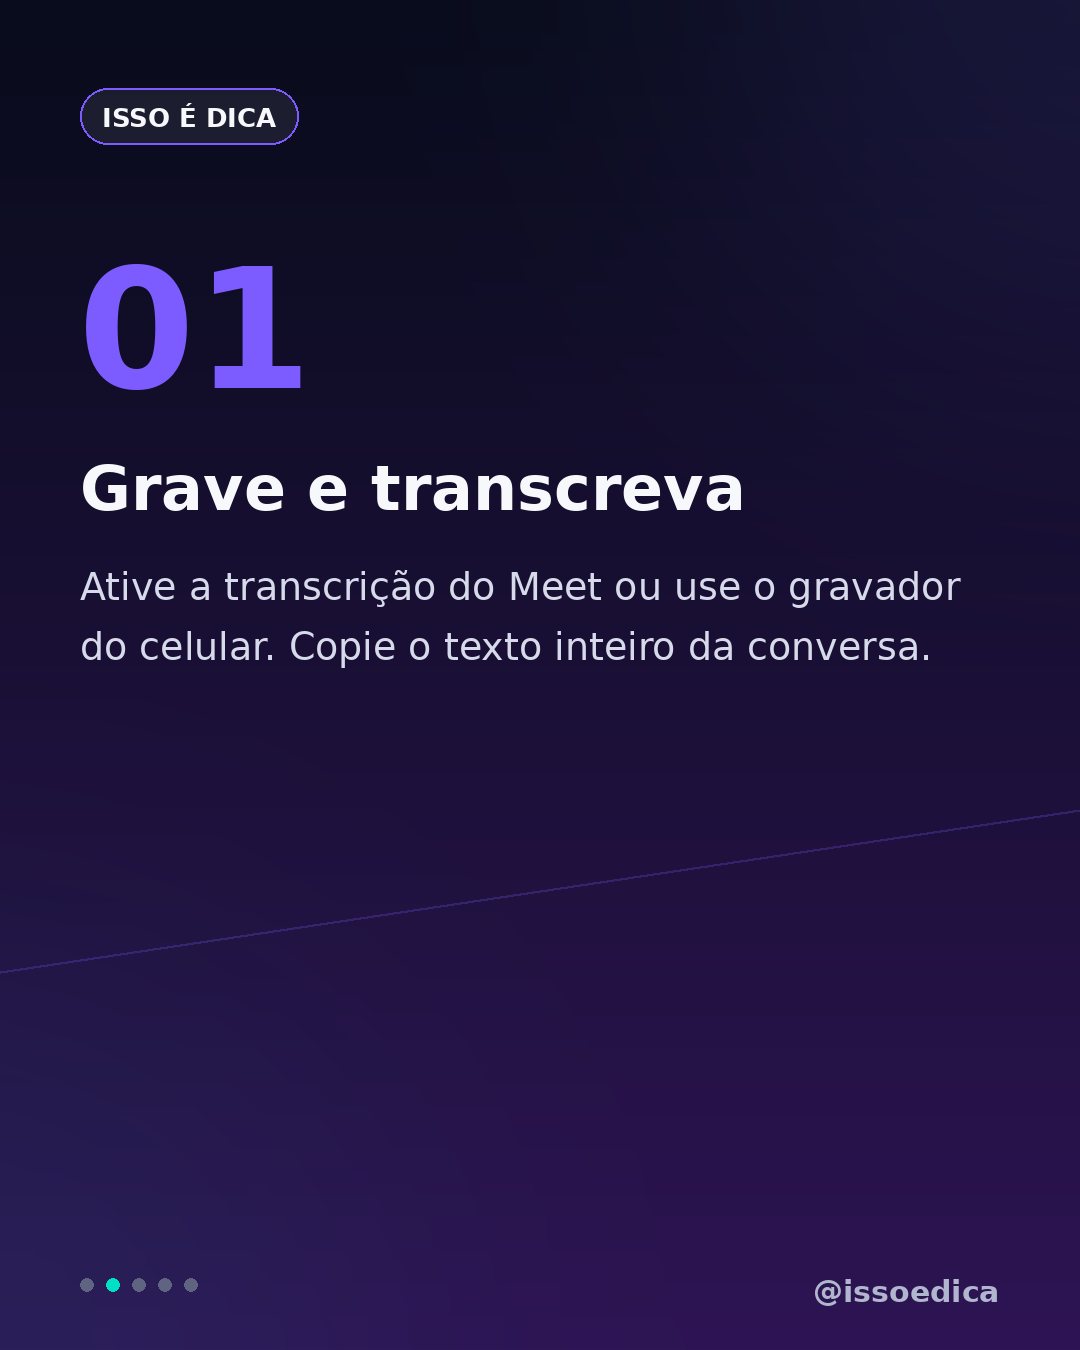 ISSO É DICA
01
Grave e transcreva
Ative a transcrição do Meet ou use o gravador
do celular. Copie o texto inteiro da conversa.
@issoedica